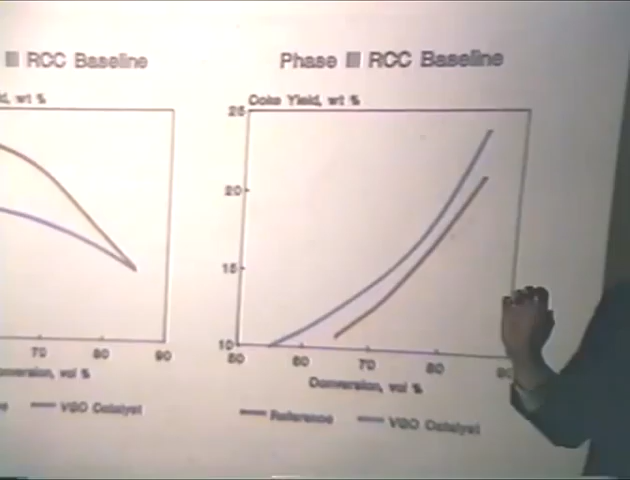 RCC Baseline
wt %
70 80 90
vol %
VGO Catalyst
Phase III RCC Baseline
Coke Yield, wt %
25
20
15
10
50 60 70 80 90
Conversion, vol %
Reference VGO Catalyst